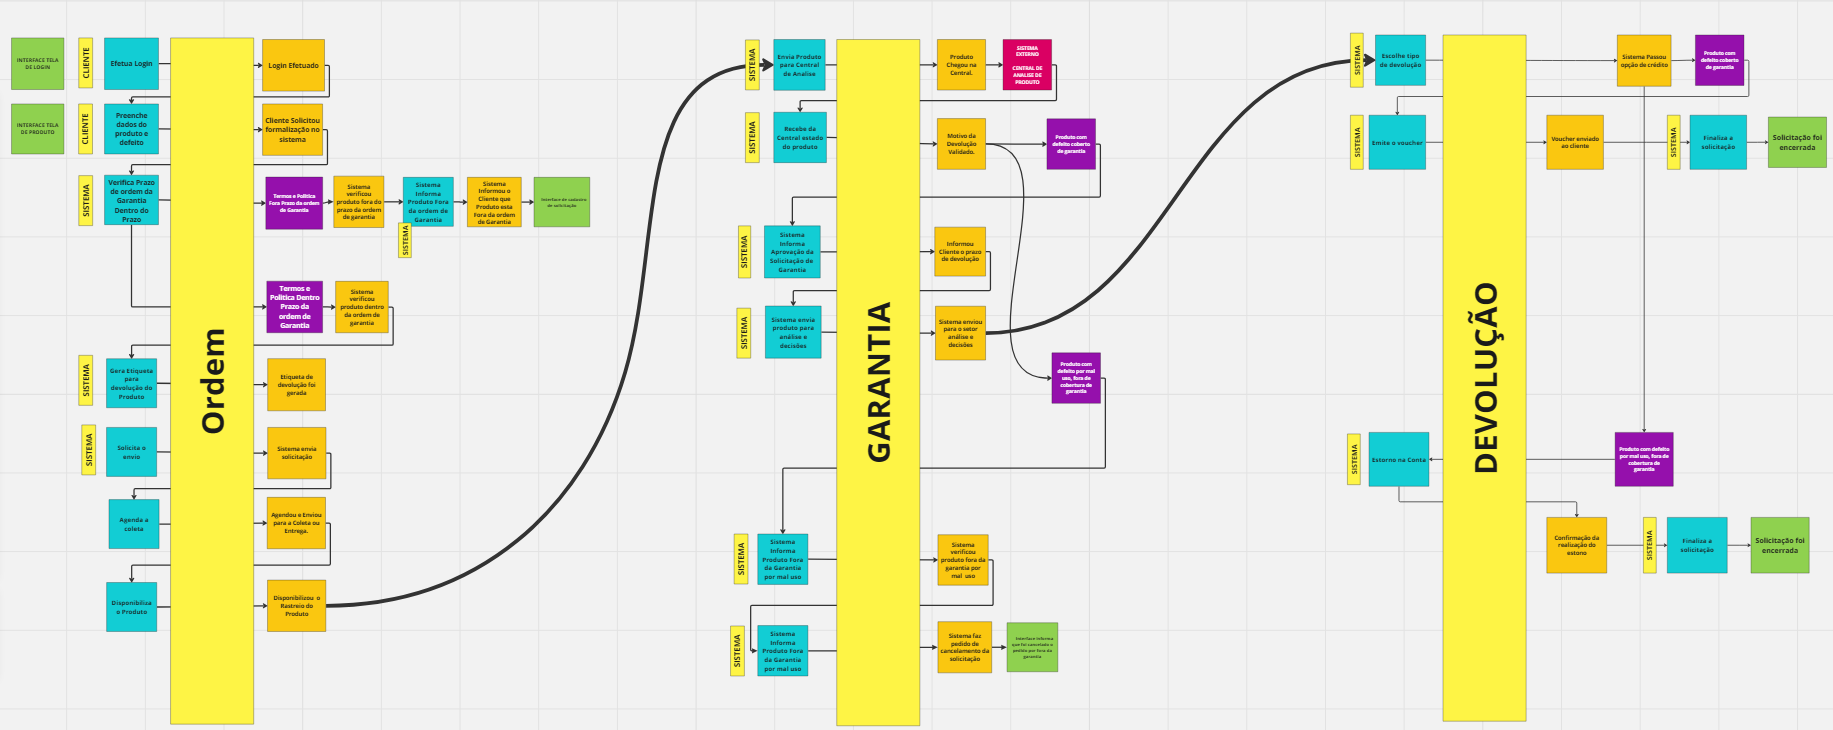 INTERFACE TELA
DE LOGIN
CLIENTE
Efetua Login
Login Efetuado
INTERFACE TELA
DE PRODUTO
CLIENTE
Preenche
dados do
produto e
defeito
Cliente Solicitou
formalização no
sistema
SISTEMA
Verifica Prazo
de ordem da
Garantia
Dentro do
Prazo
Termos e Politica
Fora Prazo da ordem
de Garantia
Sistema
verificou
produto fora do
prazo da ordem
de garantia
Sistema
Informa
Produto Fora
da ordem de
Garantia
SISTEMA
Sistema
Informou o
Cliente que
Produto esta
Fora da ordem
de Garantia
Interface de cadastro
de solicitação
Termos e
Politica Dentro
Prazo da
ordem de
Garantia
Sistema
verificou
produto dentro
da ordem de
garantia
Ordem
SISTEMA
Gera Etiqueta
para
devolução do
Produto
Etiqueta de
devolução foi
gerada
SISTEMA
Solicita o
envio
Sistema envia
solicitação
Agenda a
coleta
Agendou e Enviou
para a Coleta ou
Entrega.
Disponibiliza
o Produto
Disponibilizou o
Rastreio do
Produto
SISTEMA
Envia Produto
para Central
de Analise
Produto
Chegou na
Central.
SISTEMA
EXTERNO
CENTRAL DE
ANALISE DE
PRODUTO
SISTEMA
Recebe da
Central estado
do produto
Motivo da
Devolução
Validado.
Produto com
defeito coberto
de garantia
SISTEMA
Sistema
Informa
Aprovação da
Solicitação de
Garantia
Informou
Cliente o prazo
de devolução
SISTEMA
Sistema envia
produto para
análise e
decisões
Sistema enviou
para o setor
análise e
decisões
GARANTIA
Produto com
defeito por mal
uso, fora de
cobertura de
garantia
SISTEMA
Sistema
Informa
Produto Fora
da Garantia
por mal uso
Sistema
verificou
produto fora da
garantia por
mal uso
SISTEMA
Sistema
Informa
Produto Fora
da Garantia
por mal uso
Sistema faz
pedido de
cancelamento da
solicitação
Interface informa
que foi cancelado o
pedido por fora da
garantia
SISTEMA
Escolhe tipo
de devolução
Sistema Passou
opção de crédito
Produto com
defeito coberto
de garantia
SISTEMA
Emite o voucher
Voucher enviado
ao cliente
SISTEMA
Finaliza a
solicitação
Solicitação foi
encerrada
DEVOLUÇÃO
SISTEMA
Estorne na Conta
Produto com defeito
por mal uso, fora de
cobertura de
garantia
Confirmação da
realização do
estono
SISTEMA
Finaliza a
solicitação
Solicitação foi
encerrada